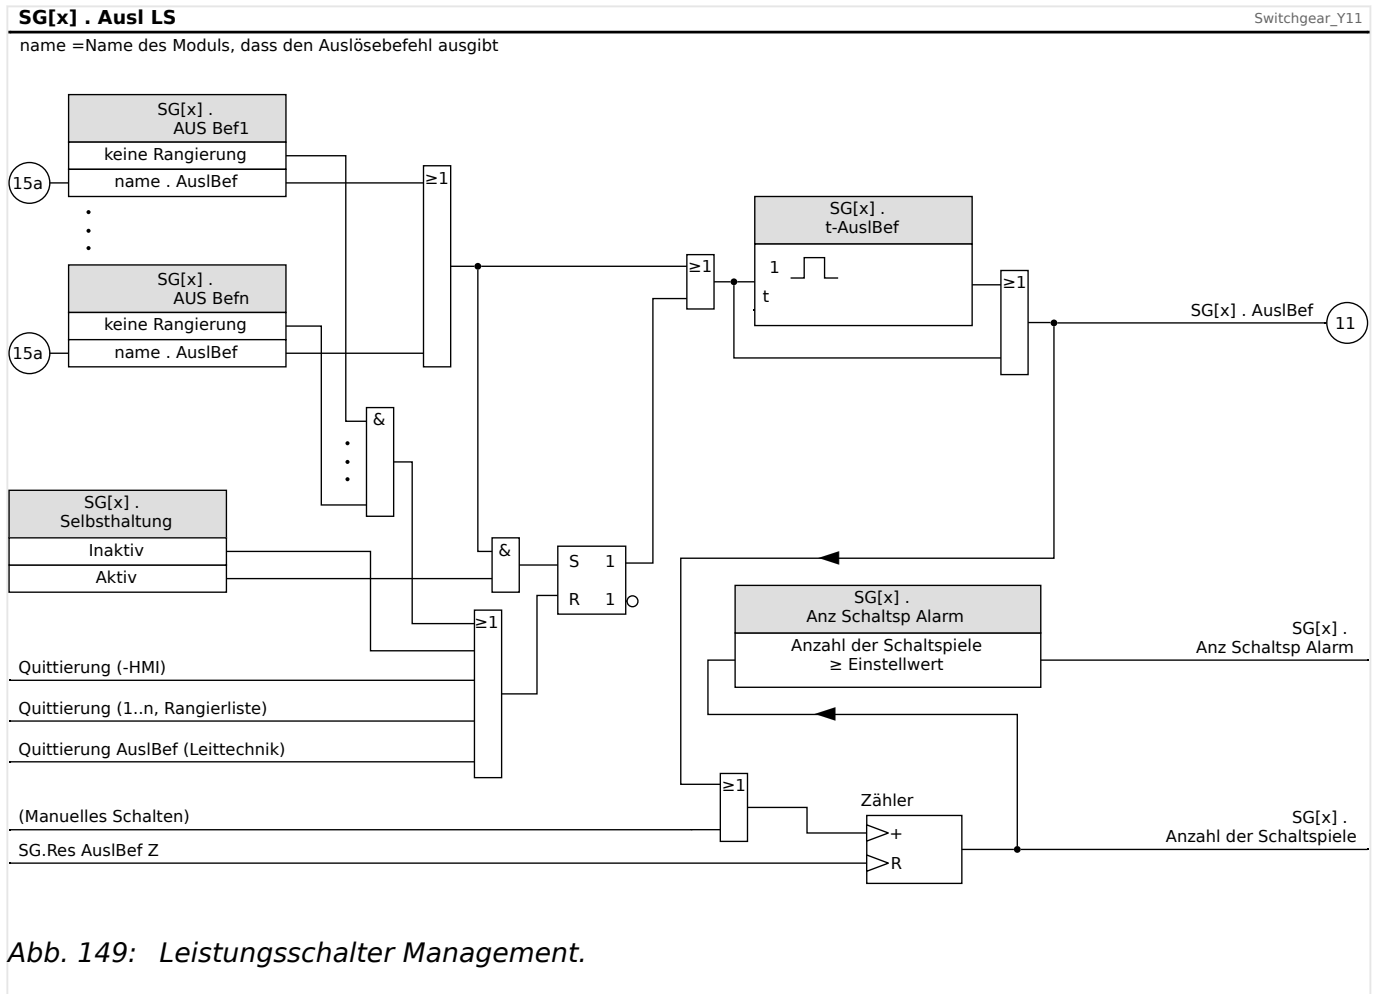 SG[x] . Ausl LS
Switchgear_Y11
name =Name des Moduls, dass den Auslösebefehl ausgibt
SG[x] .
AUS Bef1
keine Rangierung
15a
name . AuslBef
≥1
SG[x] .
t-AuslBef
1
t
≥1
≥1
SG[x] .
AUS Befn
keine Rangierung
15a
name . AuslBef
SG[x] . AuslBef
11
&
SG[x] .
Selbsthaltung
Inaktiv
Aktiv
&
S 1
R 1
≥1
SG[x] .
Anz Schaltsp Alarm
Anzahl der Schaltspiele
≥ Einstellwert
SG[x] .
Anz Schaltsp Alarm
Quittierung (-HMI)
Quittierung (1..n, Rangierliste)
Quittierung AuslBef (Leittechnik)
≥1
(Manuelles Schalten)
SG.Res AuslBef Z
Zähler
+
R
SG[x] .
Anzahl der Schaltspiele
Abb. 149: Leistungsschalter Management.